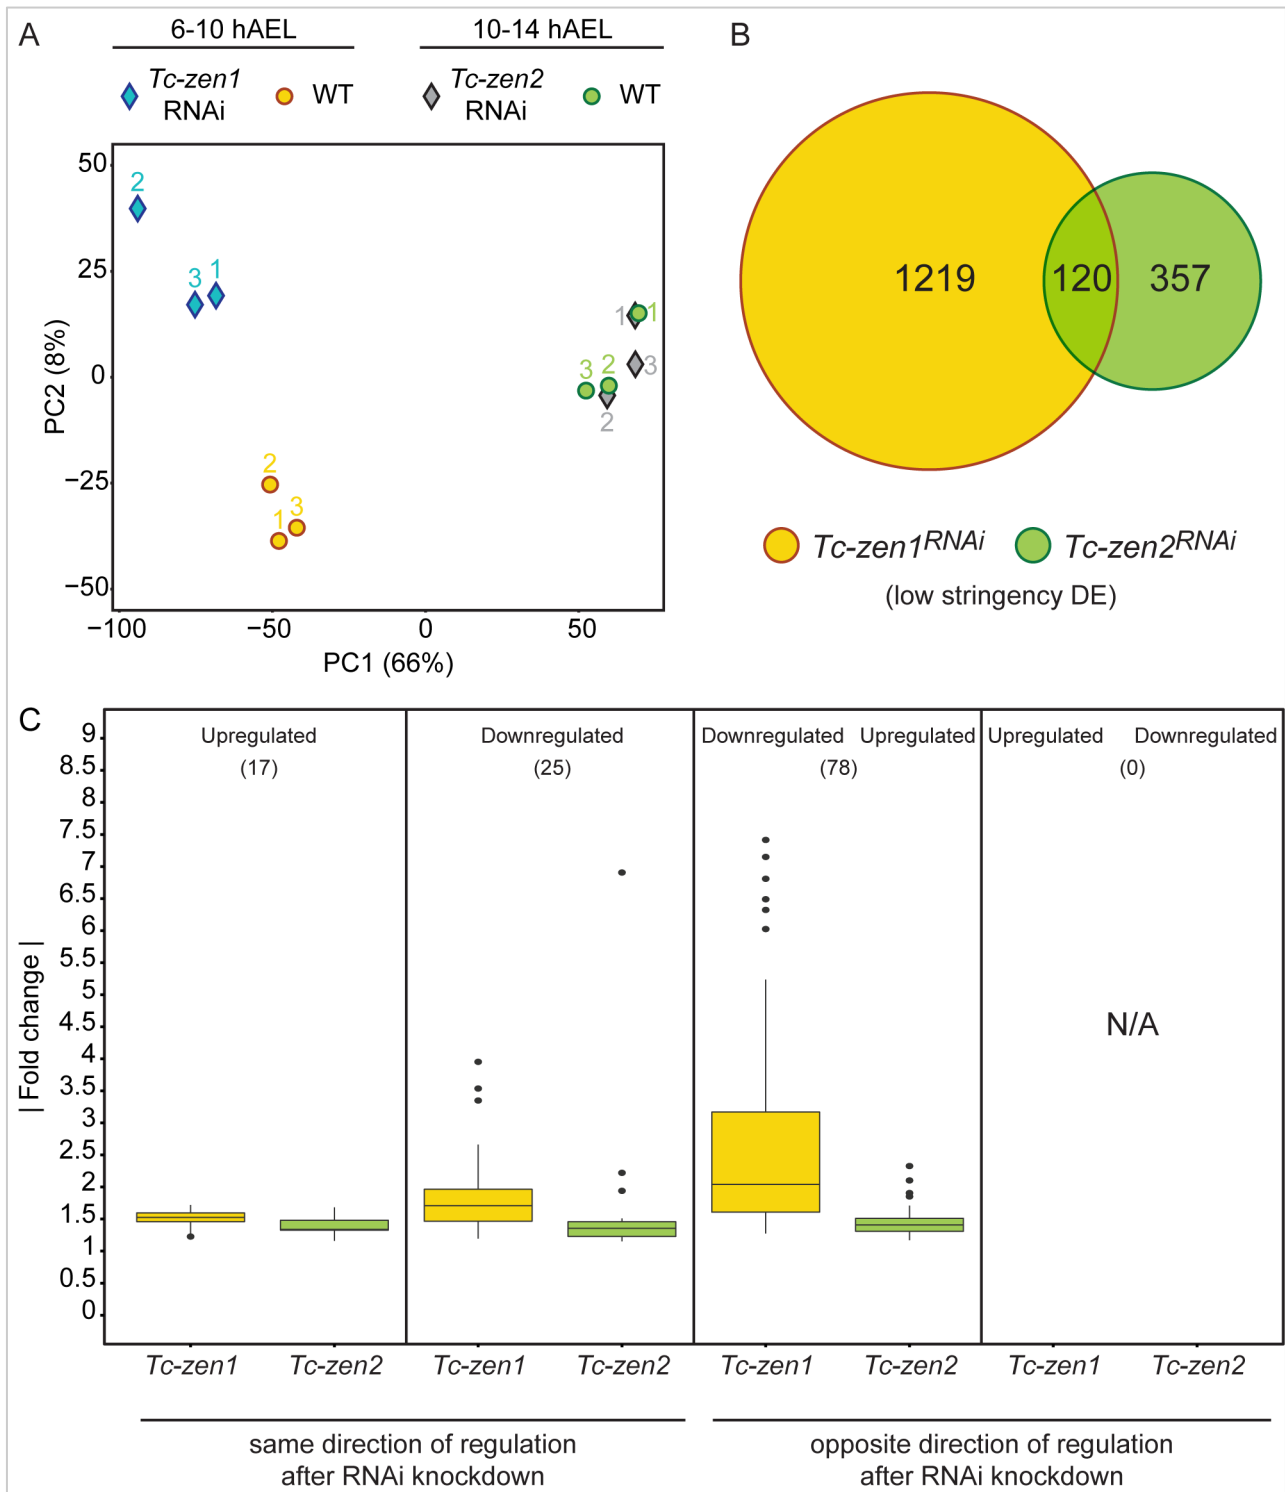 A
6-10 hAEL
10-14 hAEL
Tc-zen1
RNAi
WT
Tc-zen2
RNAi
WT
50
25
0
−25
−50
PC2 (8%)
2
3
1
2
1
3
3
2
1
1
3
2
−100
−50
0
50
PC1 (66%)
B
1219
120
357
Tc-zen1RNAi
Tc-zen2RNAi
(low stringency DE)
C
| Fold change |
9
8.5
8
7.5
7
6.5
6
5.5
5
4.5
4
3.5
3
2.5
2
1.5
1
0.5
0
Upregulated
(17)
Downregulated
(25)
Downregulated Upregulated
(78)
Upregulated Downregulated
(0)
N/A
Tc-zen1
Tc-zen2
Tc-zen1
Tc-zen2
Tc-zen1
Tc-zen2
Tc-zen1
Tc-zen2
same direction of regulation
after RNAi knockdown
opposite direction of regulation
after RNAi knockdown